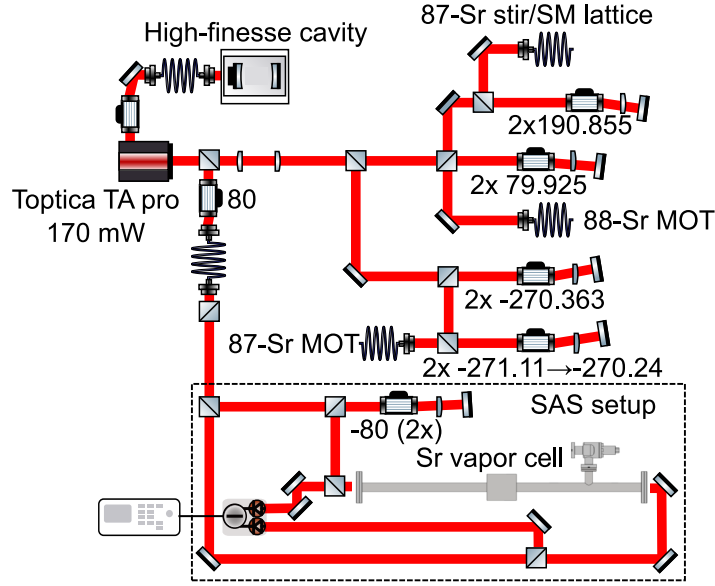 87-Sr stir/SM lattice
High-finesse cavity
2x190.855
Toptica TA pro
170 mW
80
2x 79.925
88-Sr MOT
2x -270.363
87-Sr MOT
2x -271.11→-270.24
SAS setup
-80 (2x)
Sr vapor cell